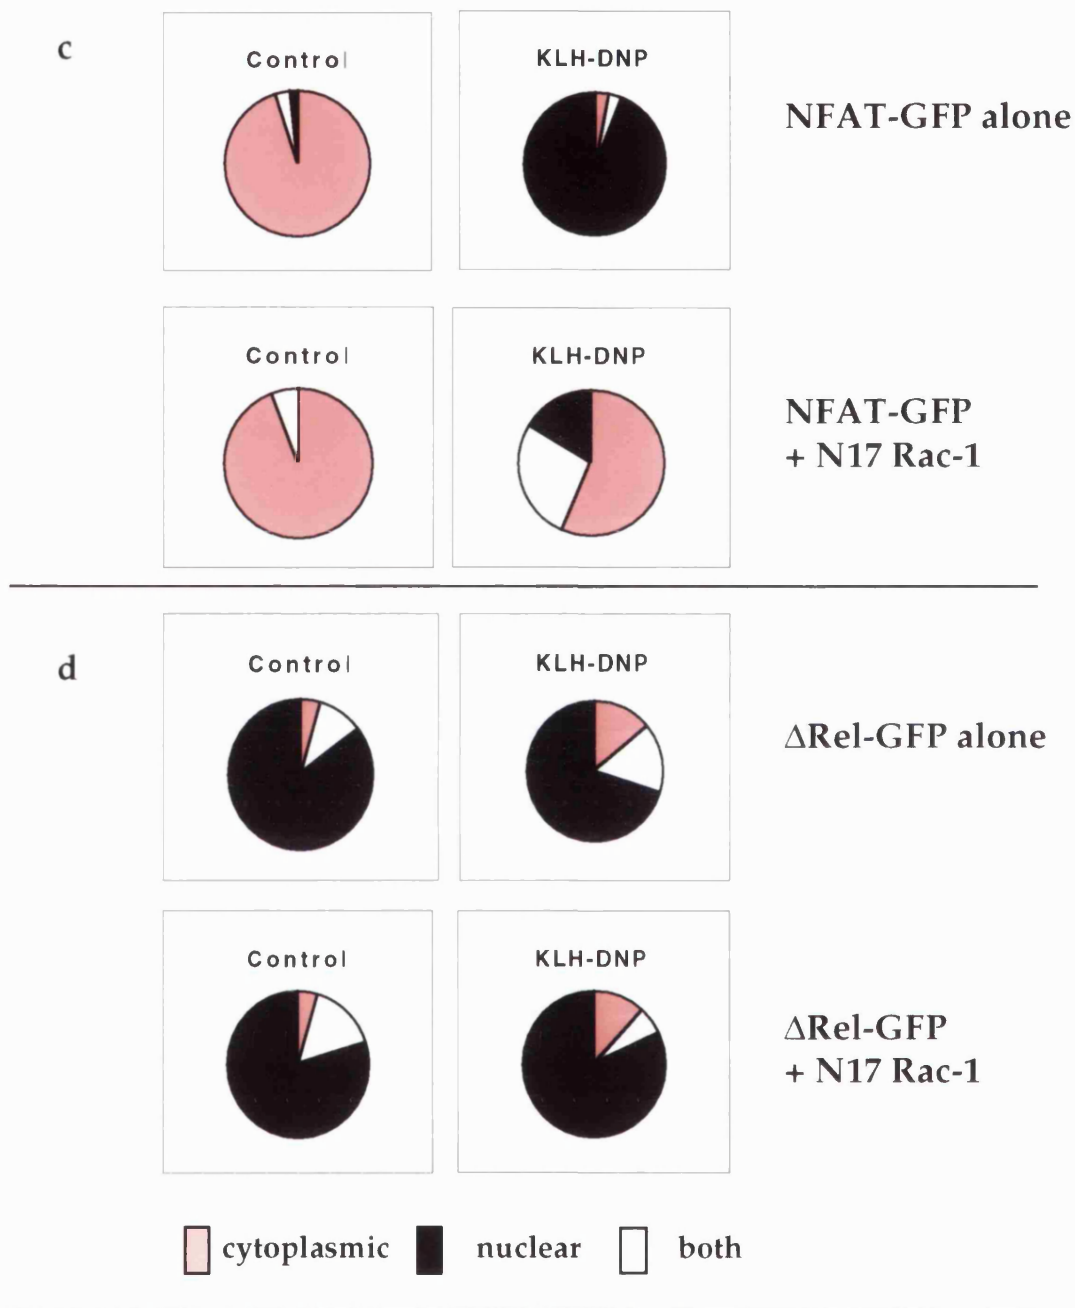 c
Control
KLH-DNP
NFAT-GFP alone
Control
KLH-DNP
NFAT-GFP
+ N17 Rac-1
d
Control
KLH-DNP
ΔRel-GFP alone
Control
KLH-DNP
ΔRel-GFP
+ N17 Rac-1
cytoplasmic nuclear both